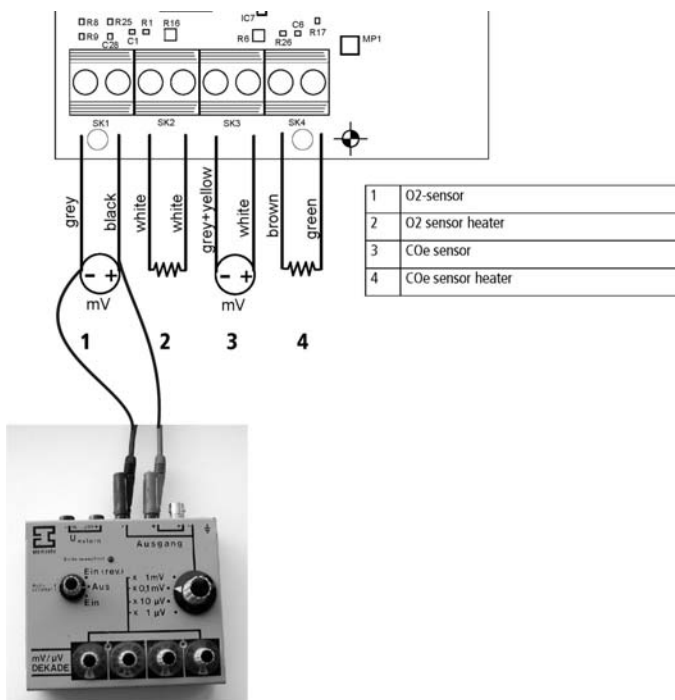 R8 R25 R1 R16 IC7 C6 R17
R9 C28 C1 R6 R26 MP1
SK1 SK2 SK3 SK4
grey black white white grey+yellow white brown green
- + - +
mV mV
1 2 3 4
1 O2-sensor
2 O2 sensor heater
3 COe sensor
4 COe sensor heater
Ausgang
Ein (rev.)
Aus
Ein
x 1mV
x 0,1mV
x 10 µV
x 1 µV
mV/µV
DEKADE